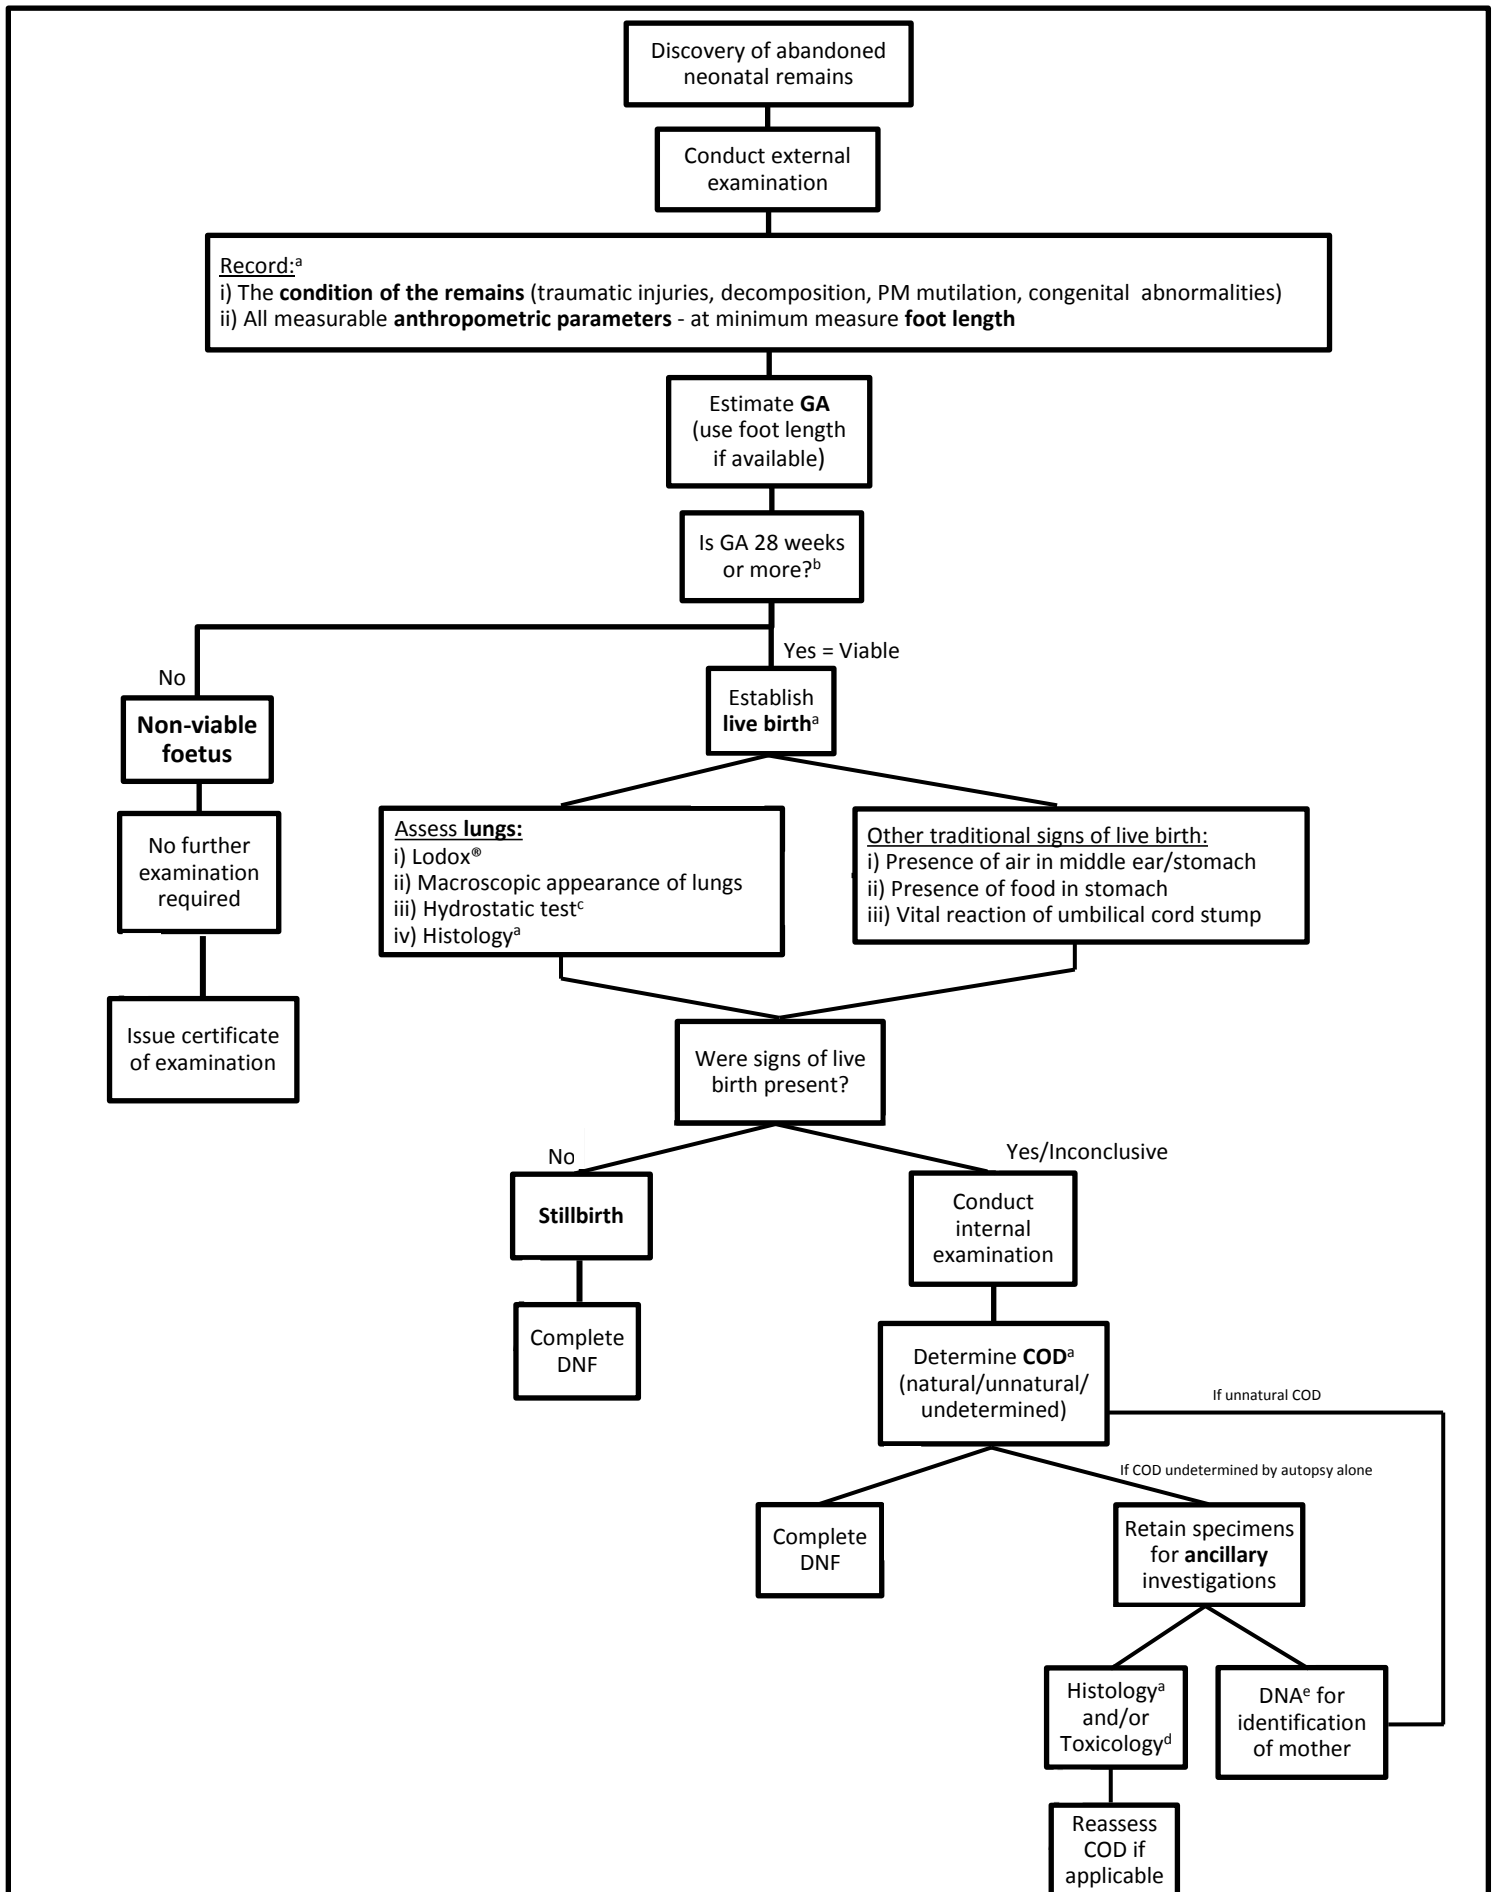 Discovery of abandoned
neonatal remains
Conduct external
examination
Record:ᵃ
i) The condition of the remains (traumatic injuries, decomposition, PM mutilation, congenital abnormalities)
ii) All measurable anthropometric parameters - at minimum measure foot length
Estimate GA
(use foot length
if available)
Is GA 28 weeks
or more?ᵇ
Yes = Viable
No
Non-viable
foetus
No further
examination
required
Issue certificate
of examination
Establish
live birthᵃ
Assess lungs:
i) Lodox®
ii) Macroscopic appearance of lungs
iii) Hydrostatic testᶜ
iv) Histologyᵃ
Other traditional signs of live birth:
i) Presence of air in middle ear/stomach
ii) Presence of food in stomach
iii) Vital reaction of umbilical cord stump
Were signs of live
birth present?
No
Yes/Inconclusive
Stillbirth
Complete
DNF
Conduct
internal
examination
Determine CODᵃ
(natural/unnatural/
undetermined)
If unnatural COD
If COD undetermined by autopsy alone
Complete
DNF
Retain specimens
for ancillary
investigations
Histologyᵃ
and/or
Toxicologyᵈ
DNAᵉ for
identification
of mother
Reassess
COD if
applicable